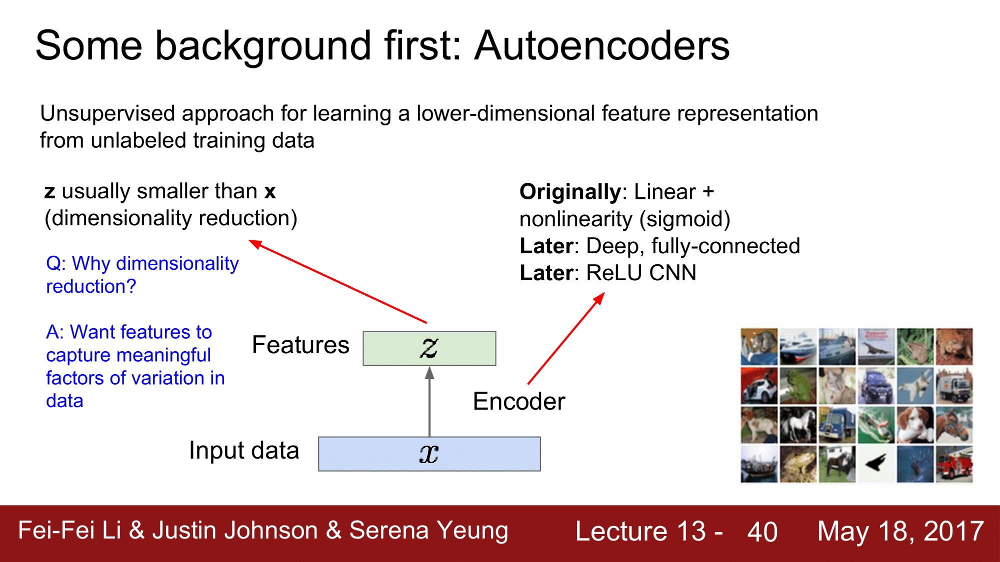 Some background first: Autoencoders
Unsupervised approach for learning a lower-dimensional feature representation
from unlabeled training data
z usually smaller than x
(dimensionality reduction)
Q: Why dimensionality
reduction?
A: Want features to
capture meaningful
factors of variation in
data
Originally: Linear +
nonlinearity (sigmoid)
Later: Deep, fully-connected
Later: ReLU CNN
Features
z
Encoder
Input data
x
Fei-Fei Li & Justin Johnson & Serena Yeung
Lecture 13 - 40
May 18, 2017